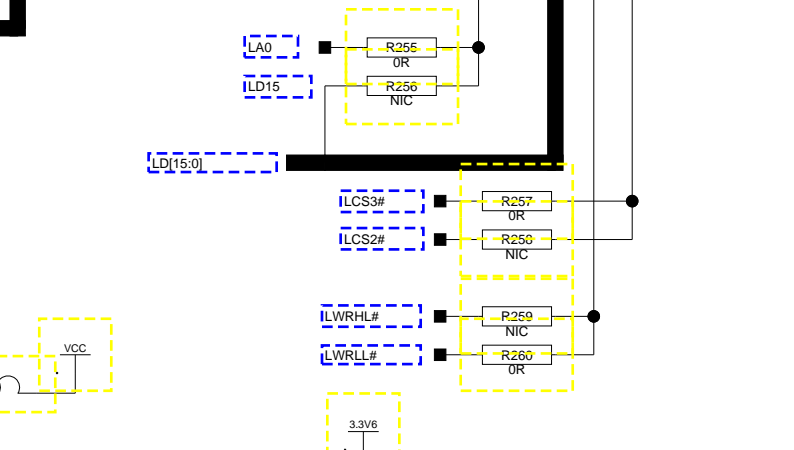 LA0
R255
0R
LD15
R256
NIC
LD[15:0]
LCS3#
R257
0R
LCS2#
R258
NIC
LWRHL#
R259
NIC
LWRLL#
R260
0R
VCC
3.3V6